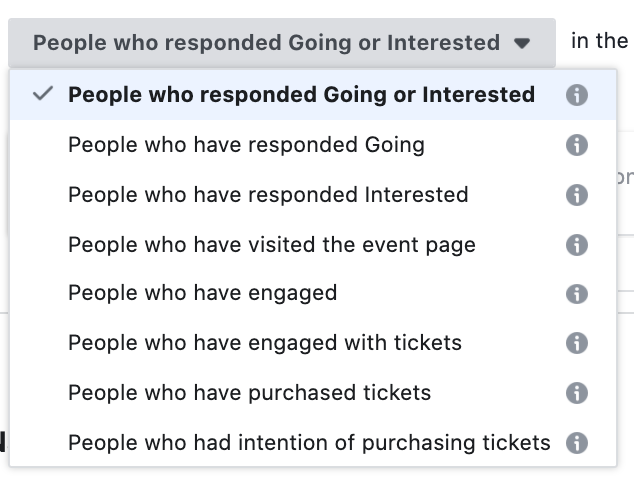 People who responded Going or Interested in the
People who responded Going or Interested
People who have responded Going
People who have responded Interested
People who have visited the event page
People who have engaged
People who have engaged with tickets
People who have purchased tickets
People who had intention of purchasing tickets